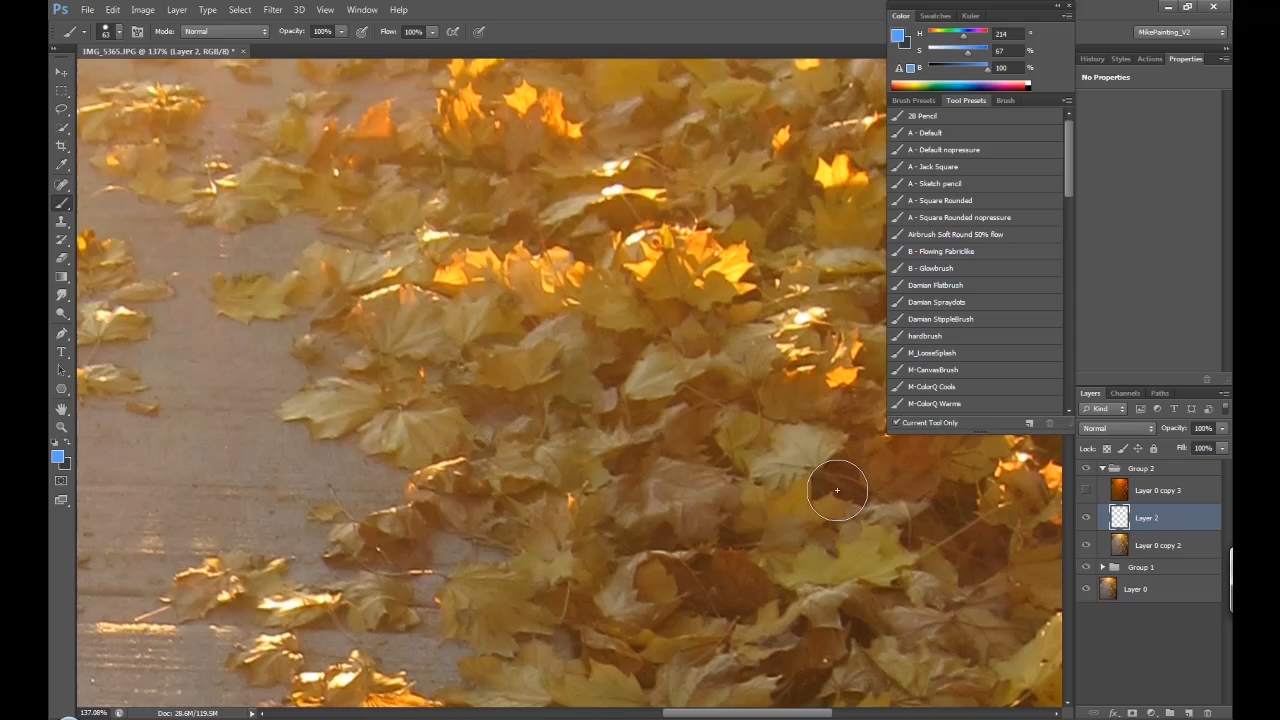 Ps File Edit Image Layer Type Select Filter 3D View Window Help
63 Mode: Normal Opacity: 100% Flow: 100% MikePainting_V2
IMG_5365.JPG @ 137% (Layer 2, RGB/8) * ×
Color Swatches Kuler
H 214 °
S 67 %
B 100 %
Brush Presets Tool Presets Brush
2B Pencil
A - Default
A - Default nopressure
A - Jack Square
A - Sketch pencil
A - Square Rounded
A - Square Rounded nopressure
Airbrush Soft Round 50% flow
B - Flowing Fabriclike
B - Glowbrush
Damian Flatbrush
Damian Spraydots
Damian StippleBrush
hardbrush
M_LooseSplash
M-CanvasBrush
M-ColorQ Cools
M-ColorQ Warms
Current Tool Only
History Styles Actions Properties
No Properties
Layers Channels Paths
Kind
Normal Opacity: 100%
Lock: Fill: 100%
Group 2
Layer 0 copy 3
Layer 2
Layer 0 copy 2
Group 1
Layer 0
137.08% Doc: 28.6M/119.5M